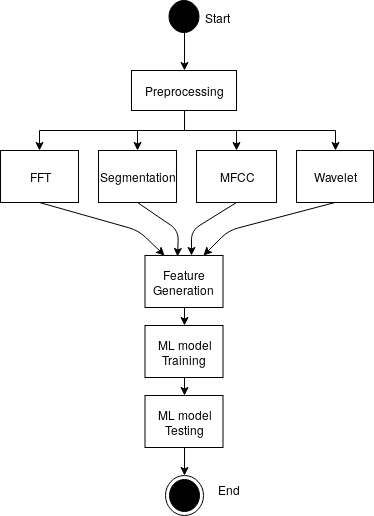 Start
Preprocessing
FFT
Segmentation
MFCC
Wavelet
Feature
Generation
ML model
Training
ML model
Testing
End